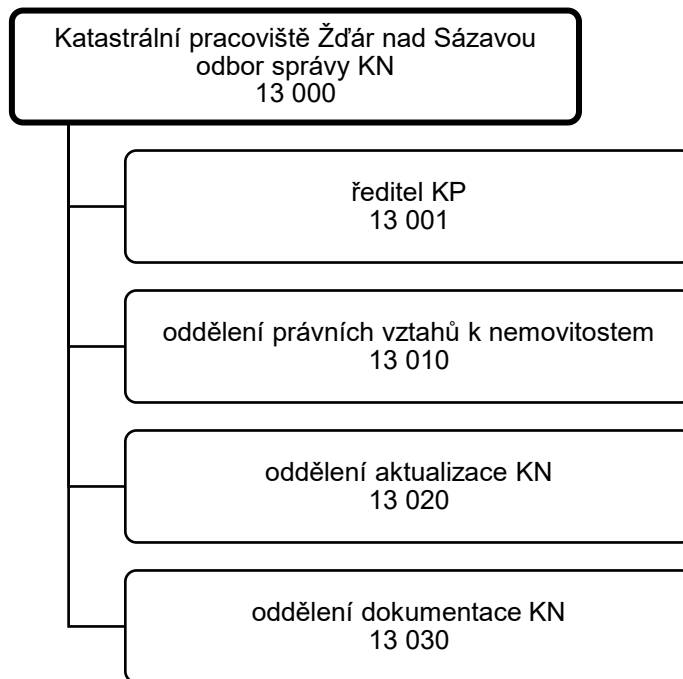 Katastrální pracoviště Žďár nad Sázavou
odbor správy KN
13 000
ředitel KP
13 001
oddělení právních vztahů k nemovitostem
13 010
oddělení aktualizace KN
13 020
oddělení dokumentace KN
13 030